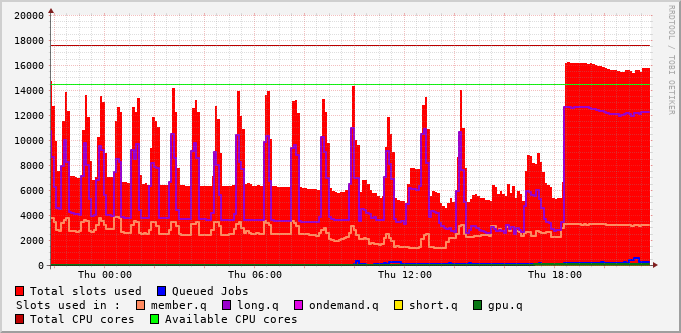 20000
18000
16000
14000
12000
10000
8000
6000
4000
2000
0
Thu 00:00 Thu 06:00 Thu 12:00 Thu 18:00
RRDTOOL / TOBI OETIKER
Total slots used Queued Jobs
Slots used in : member.q long.q ondemand.q short.q gpu.q
Total CPU cores Available CPU cores